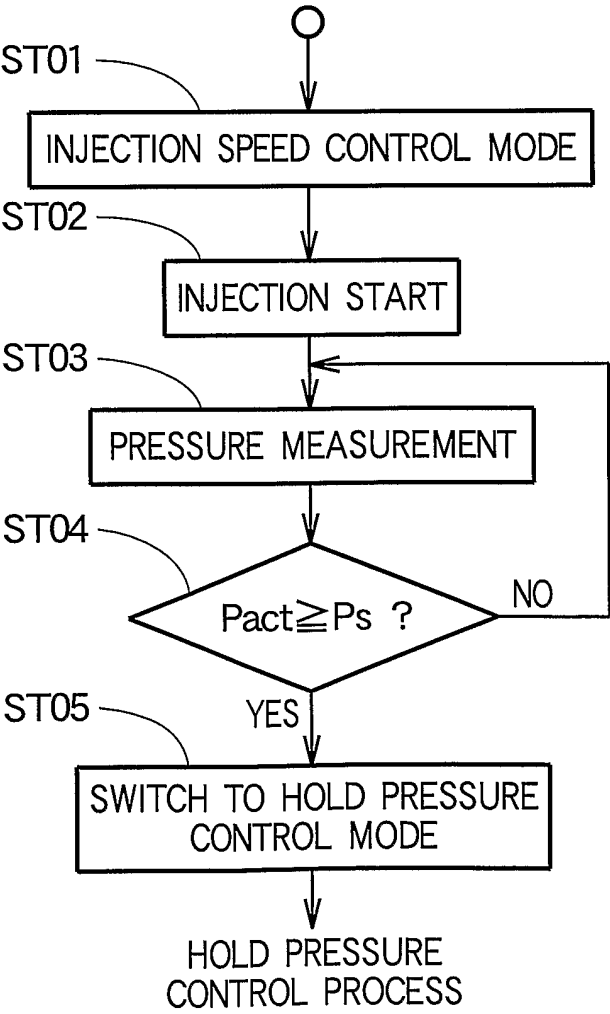 ST01
INJECTION SPEED CONTROL MODE
ST02
INJECTION START
ST03
PRESSURE MEASUREMENT
ST04
Pact≧Ps ?
NO
YES
ST05
SWITCH TO HOLD PRESSURE
CONTROL MODE
HOLD PRESSURE
CONTROL PROCESS